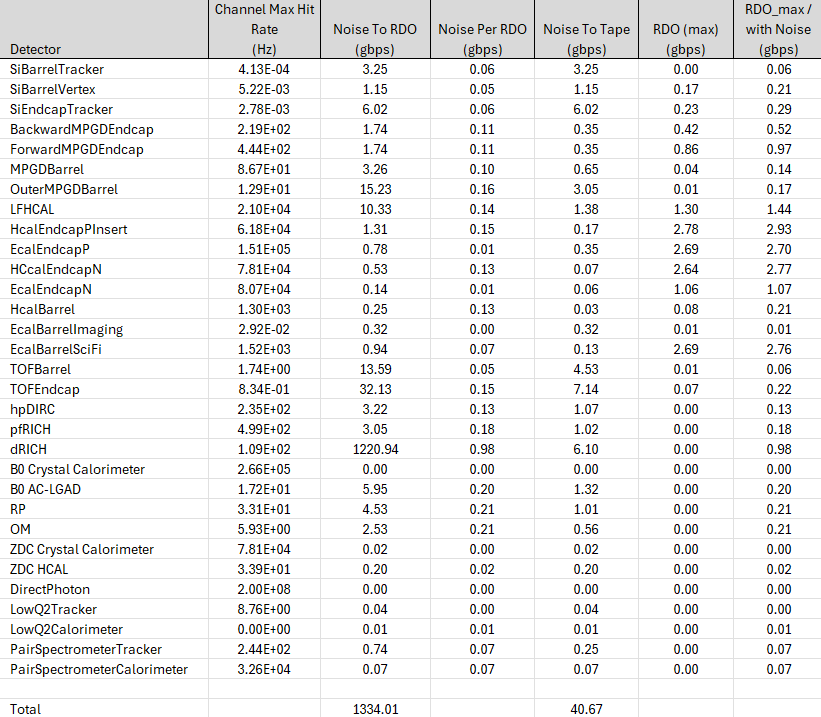 Detector Channel Max Hit Rate (Hz) Noise To RDO (gbps) Noise Per RDO (gbps) Noise To Tape (gbps) RDO (max) (gbps) RDO_max / with Noise (gbps)
SiBarrelTracker 4.13E-04 3.25 0.06 3.25 0.00 0.06
SiBarrelVertex 5.22E-03 1.15 0.05 1.15 0.17 0.21
SiEndcapTracker 2.78E-03 6.02 0.06 6.02 0.23 0.29
BackwardMPGDEndcap 2.19E+02 1.74 0.11 0.35 0.42 0.52
ForwardMPGDEndcap 4.44E+02 1.74 0.11 0.35 0.86 0.97
MPGDBarrel 8.67E+01 3.26 0.10 0.65 0.04 0.14
OuterMPGDBarrel 1.29E+01 15.23 0.16 3.05 0.01 0.17
LFHCAL 2.10E+04 10.33 0.14 1.38 1.30 1.44
HcalEndcapPInsert 6.18E+04 1.31 0.15 0.17 2.78 2.93
EcalEndcapP 1.51E+05 0.78 0.01 0.35 2.69 2.70
HCcalEndcapN 7.81E+04 0.53 0.13 0.07 2.64 2.77
EcalEndcapN 8.07E+04 0.14 0.01 0.06 1.06 1.07
HcalBarrel 1.30E+03 0.25 0.13 0.03 0.08 0.21
EcalBarrelImaging 2.92E-02 0.32 0.00 0.32 0.01 0.01
EcalBarrelSciFi 1.52E+03 0.94 0.07 0.13 2.69 2.76
TOFBarrel 1.74E+00 13.59 0.05 4.53 0.01 0.06
TOFEndcap 8.34E-01 32.13 0.15 7.14 0.07 0.22
hpDIRC 2.35E+02 3.22 0.13 1.07 0.00 0.13
pfRICH 4.99E+02 3.05 0.18 1.02 0.00 0.18
dRICH 1.09E+02 1220.94 0.98 6.10 0.00 0.98
B0 Crystal Calorimeter 2.66E+05 0.00 0.00 0.00 0.00 0.00
B0 AC-LGAD 1.72E+01 5.95 0.20 1.32 0.00 0.20
RP 3.31E+01 4.53 0.21 1.01 0.00 0.21
OM 5.93E+00 2.53 0.21 0.56 0.00 0.21
ZDC Crystal Calorimeter 7.81E+04 0.02 0.00 0.02 0.00 0.00
ZDC HCAL 3.39E+01 0.20 0.02 0.20 0.00 0.02
DirectPhoton 2.00E+08 0.00 0.00 0.00 0.00 0.00
LowQ2Tracker 8.76E+00 0.04 0.00 0.04 0.00 0.00
LowQ2Calorimeter 0.00E+00 0.01 0.01 0.01 0.00 0.01
PairSpectrometerTracker 2.44E+02 0.74 0.07 0.25 0.00 0.07
PairSpectrometerCalorimeter 3.26E+04 0.07 0.07 0.07 0.00 0.07
Total 1334.01 40.67